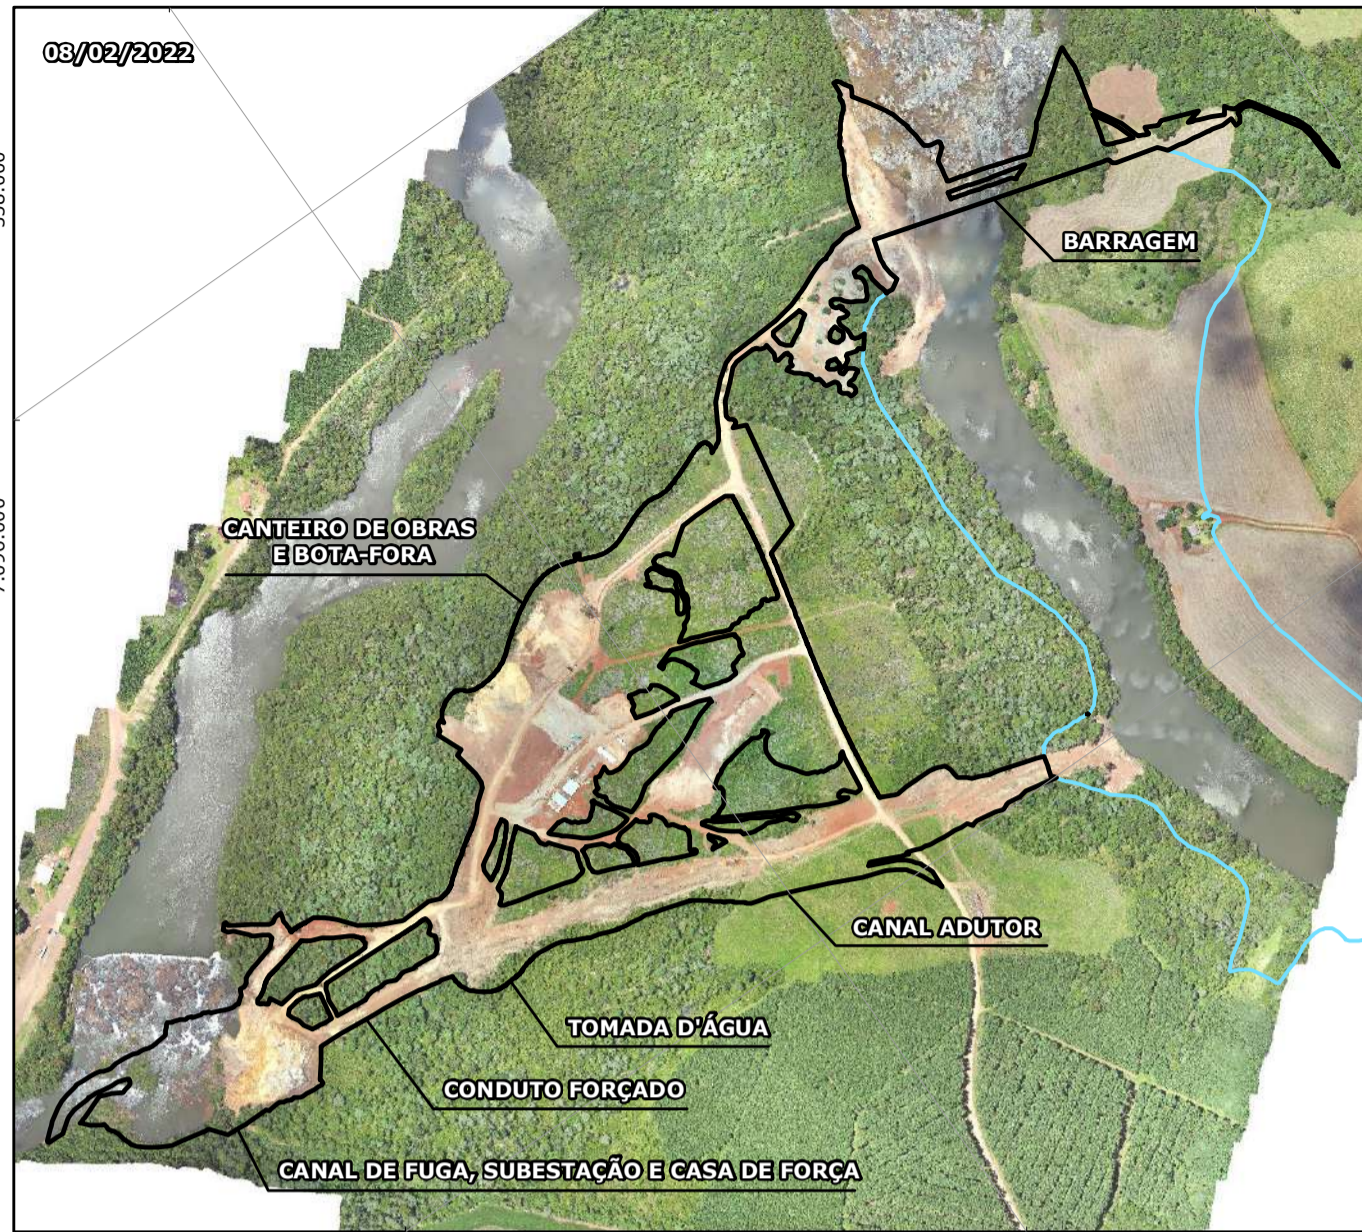 08/02/2022
BARRAGEM
CANTEIRO DE OBRAS
E BOTA-FORA
CANAL ADUTOR
TOMADA D'ÁGUA
CONDUTO FORÇADO
CANAL DE FUGA, SUBESTAÇÃO E CASA DE FORÇA